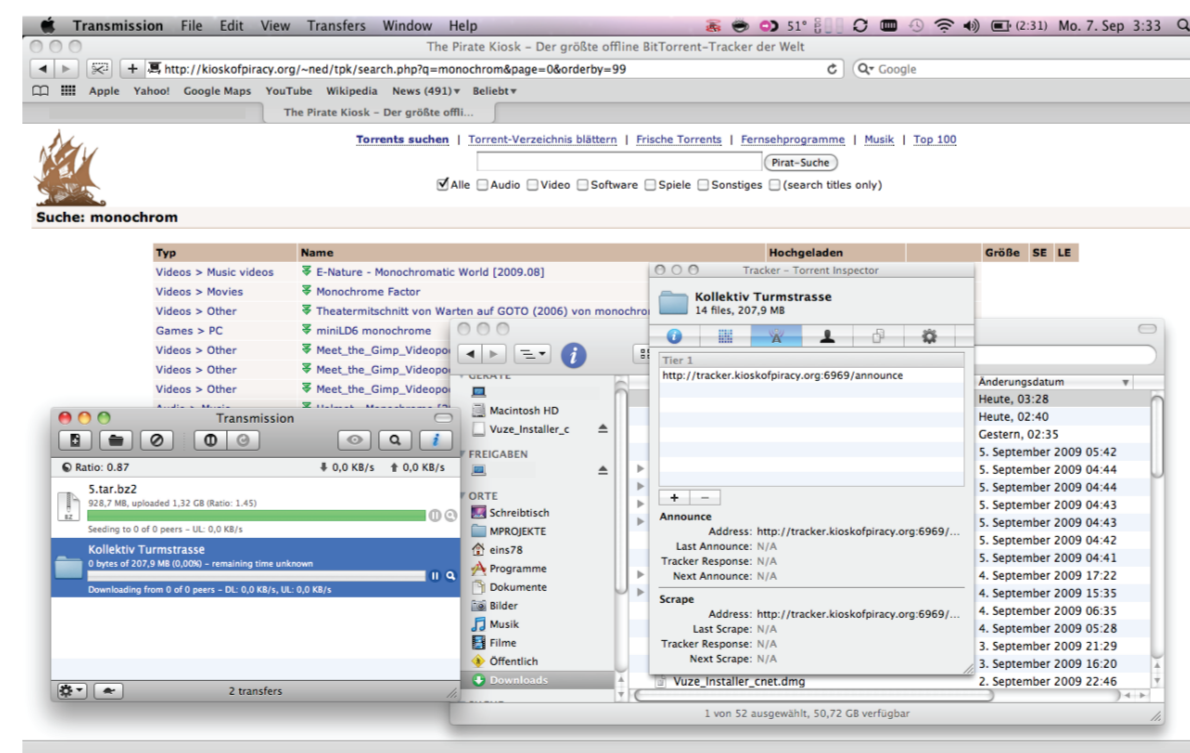 Transmission File Edit View Transfers Window Help 51° (2:31) Mo. 7. Sep 3:33
The Pirate Kiosk – Der größte offline BitTorrent-Tracker der Welt
http://kioskofpiracy.org/~ned/tpk/search.php?q=monochrom&page=0&orderby=99 Google
Apple Yahoo! Google Maps YouTube Wikipedia News (491) Beliebt
The Pirate Kiosk – Der größte offli...
Torrents suchen | Torrent-Verzeichnis blättern | Frische Torrents | Fernsehprogramme | Musik | Top 100
Pirat-Suche
Alle Audio Video Software Spiele Sonstiges (search titles only)
Suche: monochrom
Typ Name Hochgeladen Größe SE LE
Videos > Music videos E-Nature - Monochromatic World [2009.08]
Videos > Movies Monochrome Factor
Videos > Other Theatermitschnitt von Warten auf GOTO (2006) von monochro
Games > PC miniLD6 monochrome
Videos > Other Meet_the_Gimp_Videopo
Videos > Other Meet_the_Gimp_Videopo
Videos > Other Meet_the_Gimp_Videopo
Tracker – Torrent Inspector
Kollektiv Turmstrasse
14 files, 207,9 MB
Tier 1
http://tracker.kioskofpiracy.org:6969/announce
+ −
Announce
Address: http://tracker.kioskofpiracy.org:6969/...
Last Announce: N/A
Tracker Response: N/A
Next Announce: N/A
Scrape
Address: http://tracker.kioskofpiracy.org:6969/...
Last Scrape: N/A
Tracker Response: N/A
Next Scrape: N/A
Transmission
Ratio: 0.87 0,0 KB/s 0,0 KB/s
5.tar.bz2
928,7 MB, uploaded 1,32 GB (Ratio: 1.45)
Seeding to 0 of 0 peers – UL: 0,0 KB/s
Kollektiv Turmstrasse
0 bytes of 207,9 MB (0,00%) – remaining time unknown
Downloading from 0 of 0 peers – DL: 0,0 KB/s, UL: 0,0 KB/s
2 transfers
GERÄTE
Macintosh HD
Vuze_Installer_c
FREIGABEN
ORTE
Schreibtisch
MPROJEKTE
eins78
Programme
Dokumente
Bilder
Musik
Filme
Öffentlich
Downloads
Änderungsdatum
Heute, 03:28
Heute, 02:40
Gestern, 02:35
5. September 2009 05:42
5. September 2009 04:44
5. September 2009 04:44
5. September 2009 04:43
5. September 2009 04:43
5. September 2009 04:42
5. September 2009 04:41
4. September 2009 17:22
4. September 2009 15:35
4. September 2009 06:35
4. September 2009 05:28
3. September 2009 21:29
3. September 2009 16:20
Vuze_Installer_cnet.dmg 2. September 2009 22:46
1 von 52 ausgewählt, 50,72 GB verfügbar